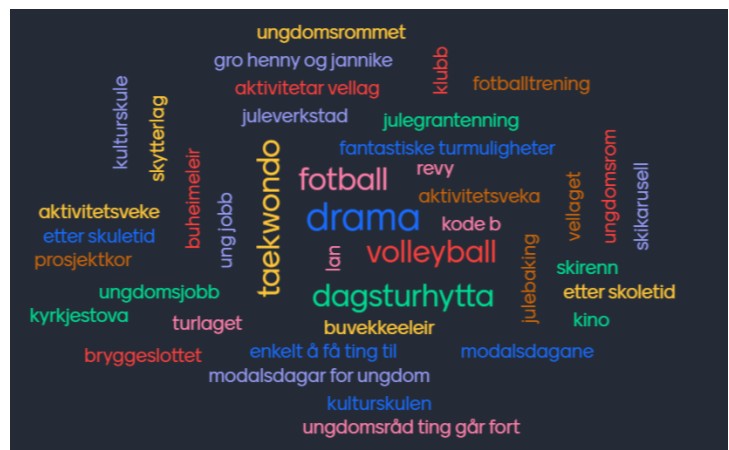 ungdomsrommet
gro henny og jannike
klubb
fotballtrening
aktivitetar vellag
kulturskule
skytterlag
juleverkstad
julegrantenning
fantastiske turmuligheter
revy
ungdomsrom
skikarusell
vellaget
buheimeleir
taekwondo
fotball
aktivitetsveka
aktivitetsveke
ung jobb
drama
kode b
etter skuletid
prosjektkor
lan
volleyball
julebaking
skirenn
ungdomsjobb
dagsturhytta
etter skoletid
kyrkjestova
turlaget
buvekkeeleir
kino
bryggeslottet
enkelt å få ting til
modalsdagane
modalsdagar for ungdom
kulturskulen
ungdomsråd ting går fort